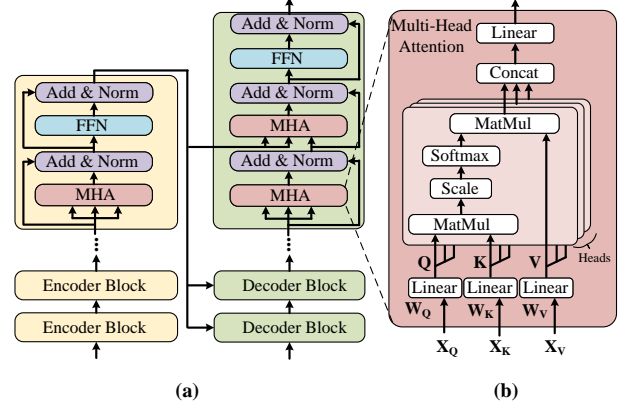 Add & Norm
FFN
Add & Norm
MHA
Encoder Block
Encoder Block
Add & Norm
FFN
Add & Norm
MHA
Add & Norm
MHA
Decoder Block
Decoder Block
(a)
Multi-Head
Attention
Linear
Concat
MatMul
Softmax
Scale
MatMul
Heads
Q K V
Linear Linear Linear
W_Q W_K W_V
X_Q X_K X_V
(b)